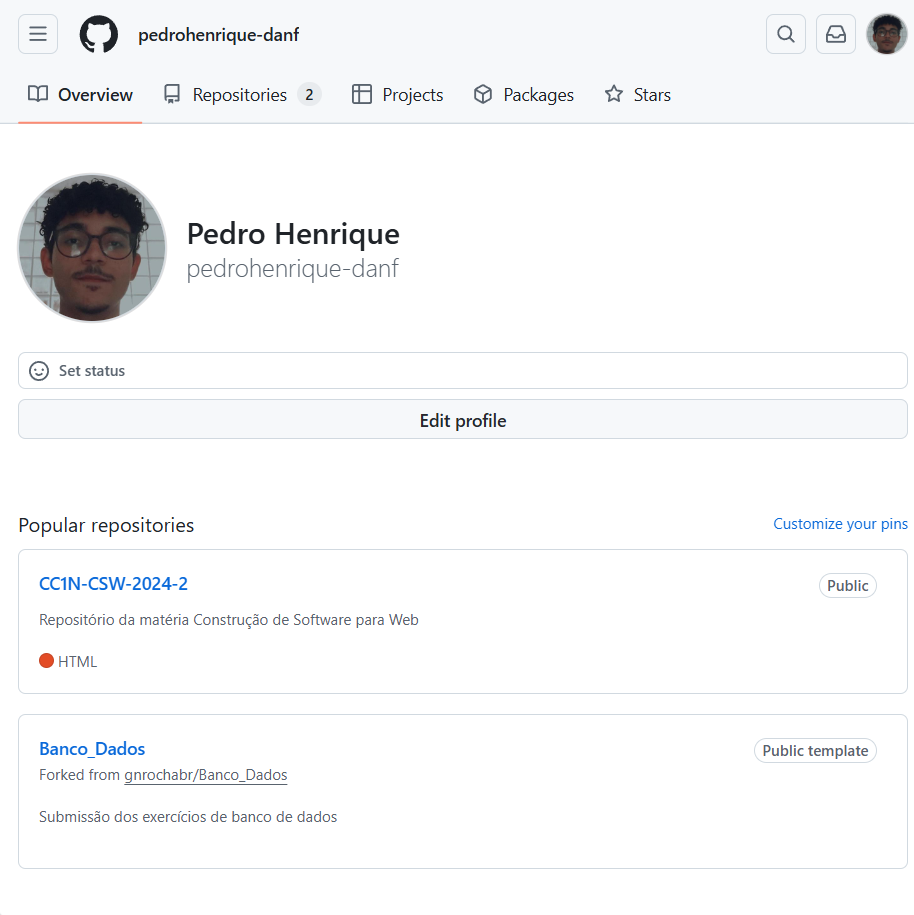 pedrohenrique-danf
Overview
Repositories 2
Projects
Packages
Stars
Pedro Henrique
pedrohenrique-danf
Set status
Edit profile
Popular repositories
Customize your pins
CC1N-CSW-2024-2
Public
Repositório da matéria Construção de Software para Web
HTML
Banco_Dados
Public template
Forked from gnrochabr/Banco_Dados
Submissão dos exercícios de banco de dados